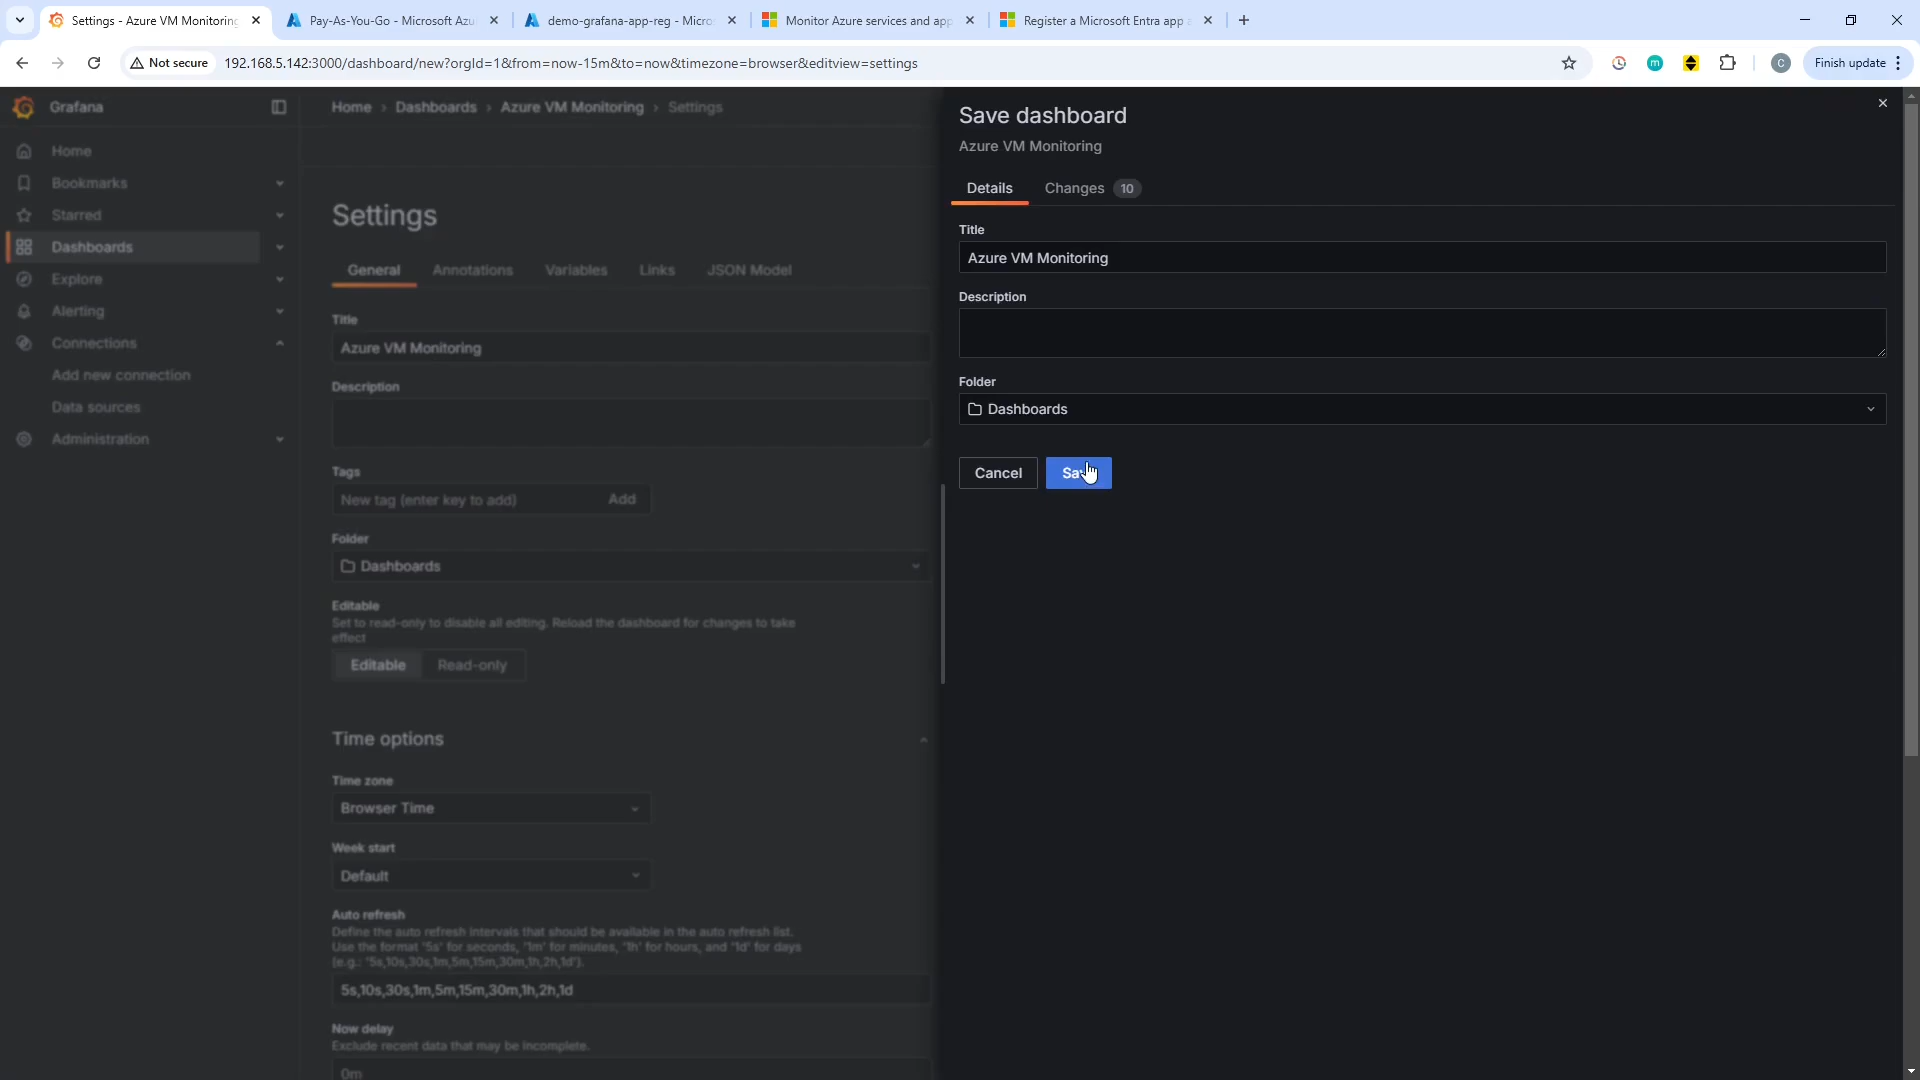 Settings - Azure VM Monitoring
Pay-As-You-Go - Microsoft Azu
demo-grafana-app-reg - Micros
Monitor Azure services and app
Register a Microsoft Entra app a
Not secure
192.168.5.142:3000/dashboard/new?orgId=1&from=now-15m&to=now&timezone=browser&editview=settings
m
C
Finish update
Grafana
Home
Bookmarks
Starred
Dashboards
Explore
Alerting
Connections
Add new connection
Data sources
Administration
Home › Dashboards › Azure VM Monitoring › Settings
Settings
General Annotations Variables Links JSON Model
Title
Azure VM Monitoring
Description
Tags
New tag (enter key to add) Add
Folder
Dashboards
Editable
Set to read-only to disable all editing. Reload the dashboard for changes to take
effect
Editable Read-only
Time options
Time zone
Browser Time
Week start
Default
Auto refresh
Define the auto refresh intervals that should be available in the auto refresh list.
Use the format '5s' for seconds, '1m' for minutes, '1h' for hours, and '1d' for days
(e.g.: '5s,10s,30s,1m,5m,15m,30m,1h,2h,1d').
5s,10s,30s,1m,5m,15m,30m,1h,2h,1d
Now delay
Exclude recent data that may be incomplete.
0m
Save dashboard
Azure VM Monitoring
Details Changes 10
Title
Azure VM Monitoring
Description
Folder
Dashboards
Cancel